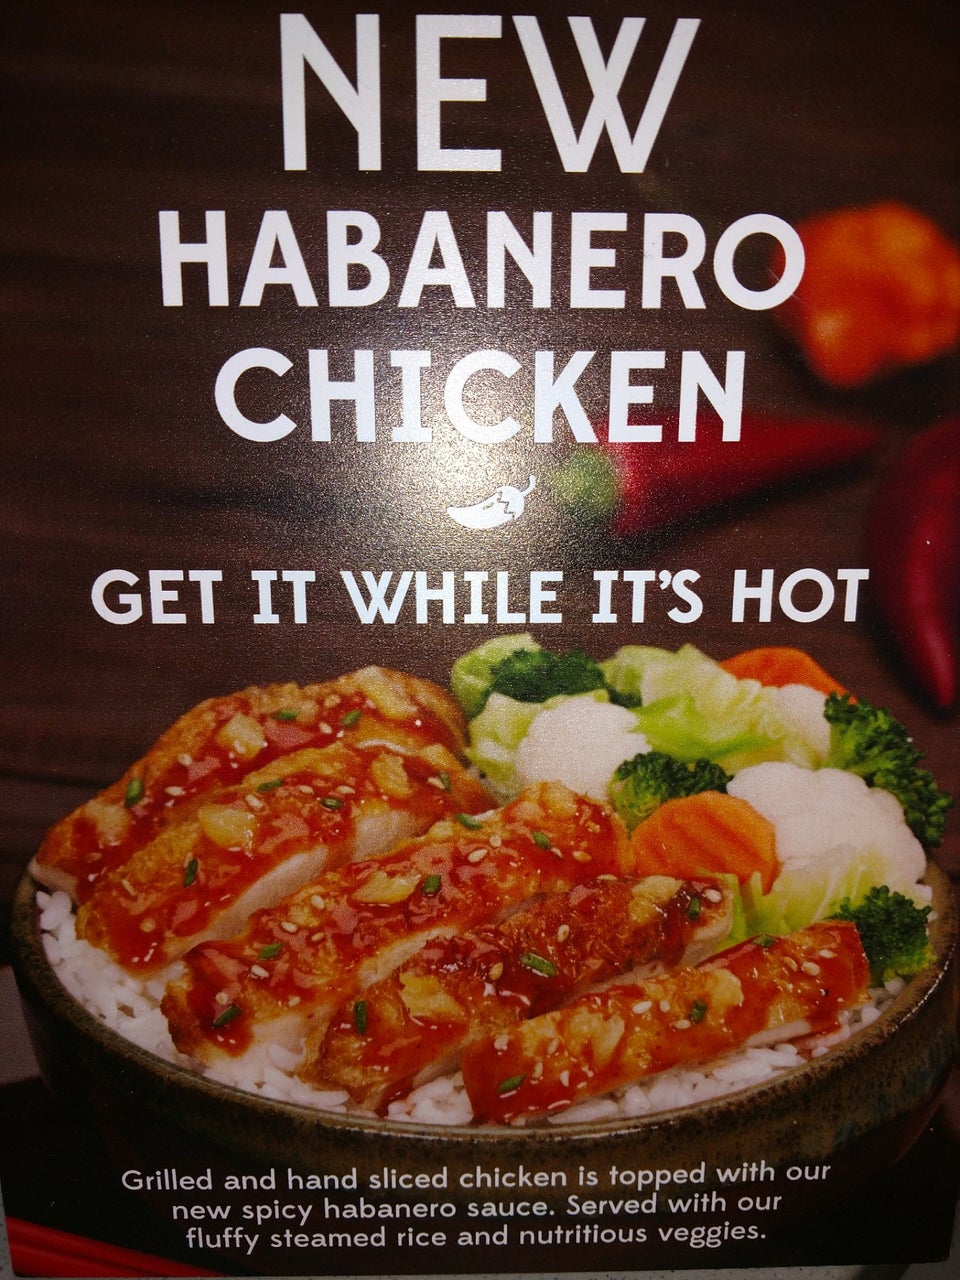 NEW
HABANERO
CHICKEN
GET IT WHILE IT'S HOT
Grilled and hand sliced chicken is topped with our
new spicy habanero sauce. Served with our
fluffy steamed rice and nutritious veggies.